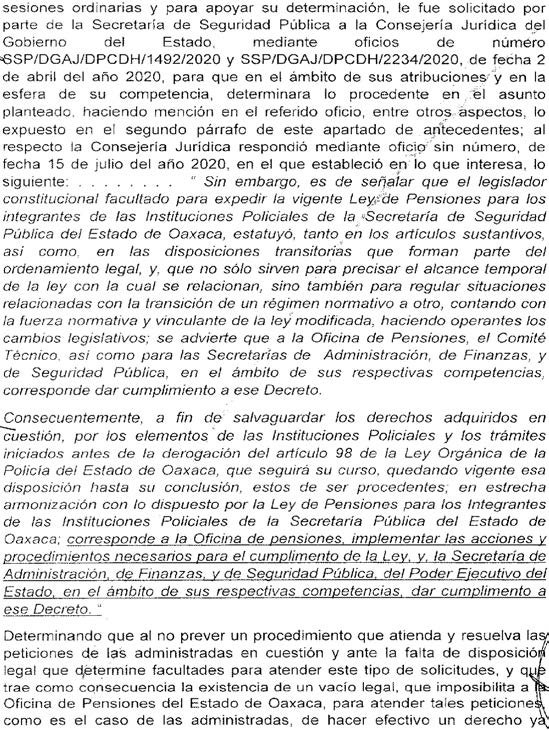 sesiones ordinarias y para apoyar su determinación, le fue solicitado por
parte de la Secretaría de Seguridad Pública a la Consejería Jurídica del
Gobierno del Estado, mediante oficios de número
SSP/DGAJ/DPCDH/1492/2020 y SSP/DGAJ/DPCDH/2234/2020, de fecha 2
de abril del año 2020, para que en el ámbito de sus atribuciones y en la
esfera de su competencia, determinara lo procedente en el asunto
planteado, haciendo mención en el referido oficio, entre otros aspectos, lo
expuesto en el segundo párrafo de este apartado de antecedentes; al
respecto la Consejería Jurídica respondió mediante oficio sin número, de
fecha 15 de julio del año 2020, en el que estableció en lo que interesa, lo
siguiente: . . . . . . . . " Sin embargo, es de señalar que el legislador
constitucional facultado para expedir la vigente Ley de Pensiones para los
integrantes de las Instituciones Policiales de la Secretaría de Seguridad
Pública del Estado de Oaxaca, estatuyó, tanto en los artículos sustantivos,
así como, en las disposiciones transitorias que forman parte del
ordenamiento legal, y, que no sólo sirven para precisar el alcance temporal
de la ley con la cual se relacionan, sino también para regular situaciones
relacionadas con la transición de un régimen normativo a otro, contando con
la fuerza normativa y vinculante de la ley modificada, haciendo operantes los
cambios legislativos; se advierte que a la Oficina de Pensiones, el Comité
Técnico, así como para las Secretarías de Administración, de Finanzas, y
de Seguridad Pública, en el ámbito de sus respectivas competencias,
corresponde dar cumplimiento a ese Decreto.
Consecuentemente, a fin de salvaguardar los derechos adquiridos en
cuestión, por los elementos de las Instituciones Policiales y los trámites
iniciados antes de la derogación del artículo 98 de la Ley Orgánica de la
Policía del Estado de Oaxaca, que seguirá su curso, quedando vigente esa
disposición hasta su conclusión, estos de ser procedentes; en estrecha
armonización con lo dispuesto por la Ley de Pensiones para los Integrantes
de las Instituciones Policiales de la Secretaría Pública del Estado de
Oaxaca; corresponde a la Oficina de pensiones, implementar las acciones y
procedimientos necesarios para el cumplimento de la Ley, y, la Secretaría de
Administración, de Finanzas, y de Seguridad Pública, del Poder Ejecutivo del
Estado, en el ámbito de sus respectivas competencias, dar cumplimento a
ese Decreto. "
Determinando que al no prever un procedimiento que atienda y resuelva las
peticiones de las administradas en cuestión y ante la falta de disposición
legal que determine facultades para atender este tipo de solicitudes, y que
trae como consecuencia la existencia de un vacío legal, que imposibilita a la
Oficina de Pensiones del Estado de Oaxaca, para atender tales peticiones,
como es el caso de las administradas, de hacer efectivo un derecho ya